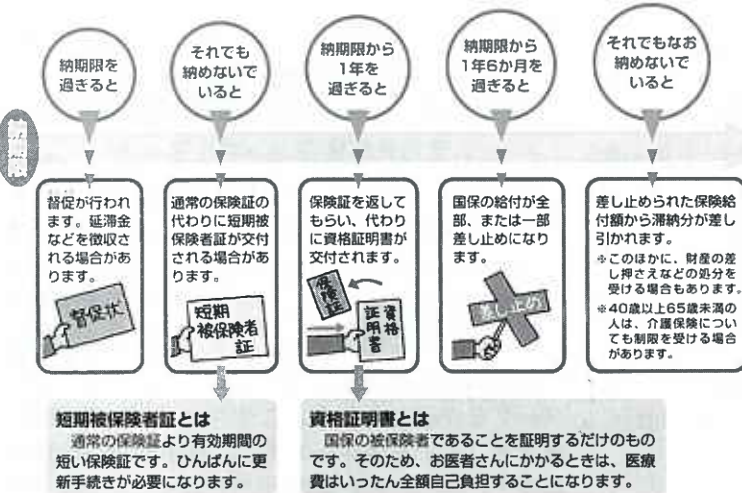 納期限を
過ぎると
それでも
納めないで
いると
納期限から
1年を
過ぎると
納期限から
1年6か月を
過ぎると
それでもなお
納めないで
いると
納期限
督促が行われ
ます。延滞金
などを徴収さ
れる場合があ
ります。
督促状
通常の保険証の
代わりに短期被
保険者証が交付
される場合があ
ります。
短期
被保険者
証
保険証を返して
もらい、代わり
に資格証明書が
交付されます。
保険証
資格
証明書
国保の給付が全
部、または一部
差し止めになり
ます。
差し止め
差し止められた保険給
付額から滞納分が差し
引かれます。
※このほかに、財産の差
し押さえなどの処分を
受ける場合もあります。
※40歳以上65歳未満の
人は、介護保険につい
ても制限を受ける場合
があります。
短期被保険者証とは
通常の保険証より有効期間の
短い保険証です。ひんぱんに更
新手続きが必要になります。
資格証明書とは
国保の被保険者であることを証明するだけのもの
です。そのため、お医者さんにかかるときは、医療
費はいったん全額自己負担することになります。